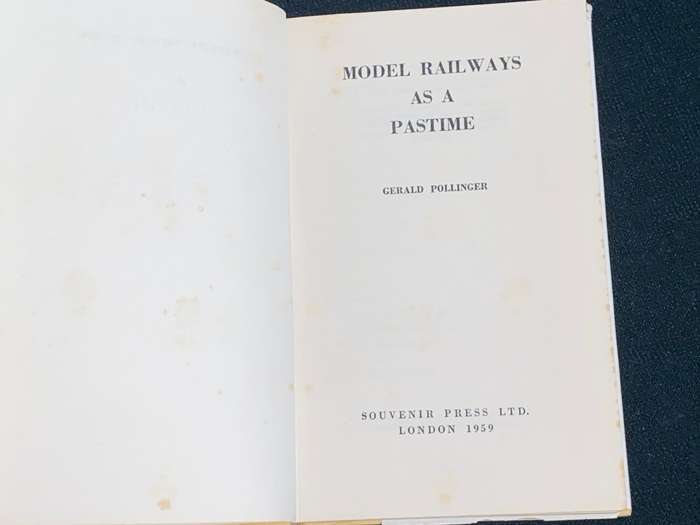 MODEL RAILWAYS
AS A
PASTIME
GERALD POLLINGER
SOUVENIR PRESS LTD.
LONDON 1959